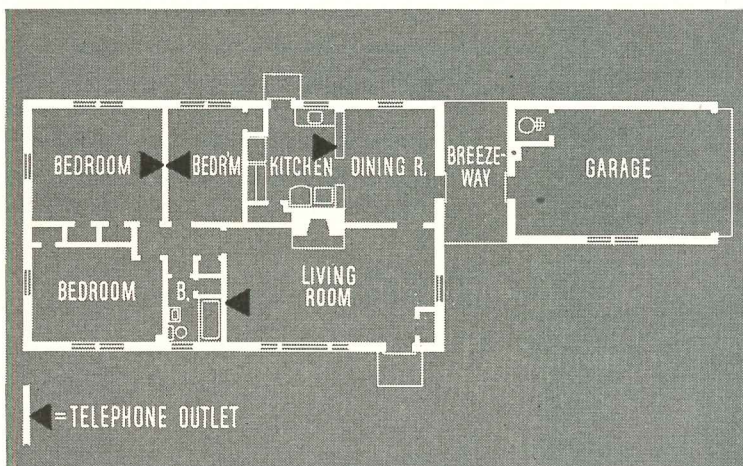 BEDROOM
BEDR'M
KITCHEN
DINING R.
BREEZE-
WAY
GARAGE
BEDROOM
B.
LIVING
ROOM
=TELEPHONE OUTLET